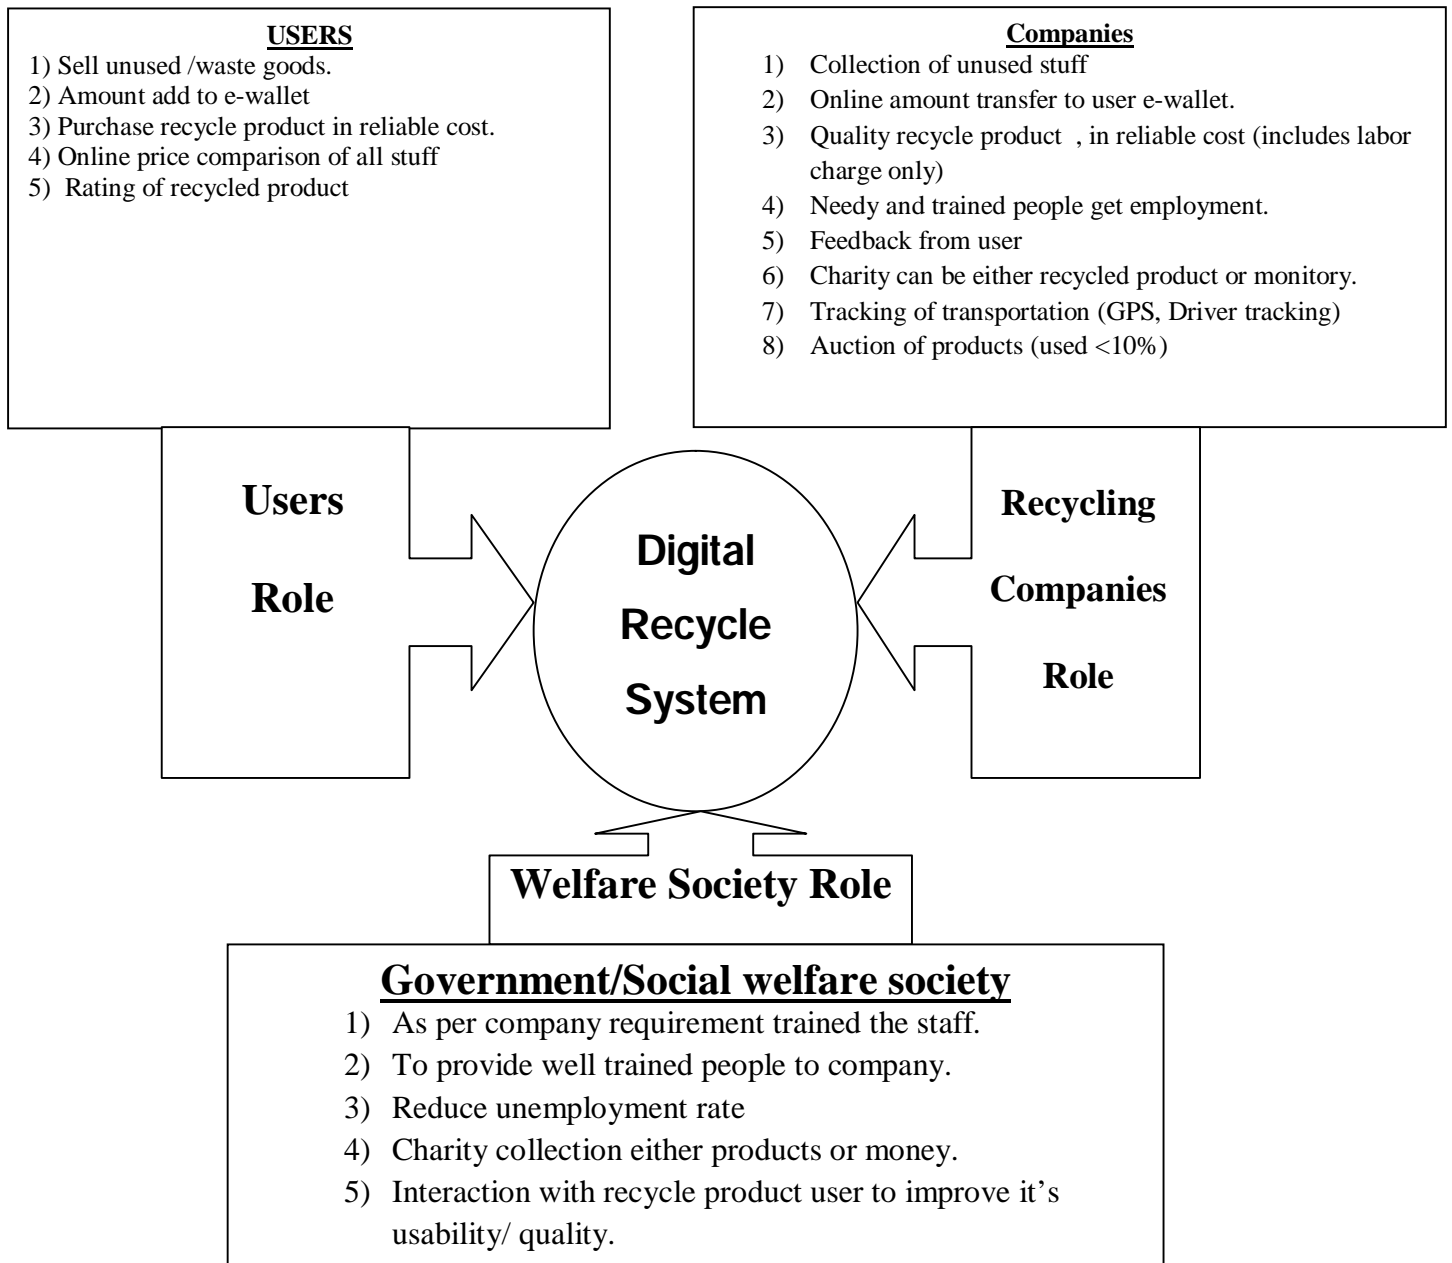 USERS
1) Sell unused /waste goods.
2) Amount add to e-wallet
3) Purchase recycle product in reliable cost.
4) Online price comparison of all stuff
5) Rating of recycled product
Companies
1) Collection of unused stuff
2) Online amount transfer to user e-wallet.
3) Quality recycle product , in reliable cost (includes labor
charge only)
4) Needy and trained people get employment.
5) Feedback from user
6) Charity can be either recycled product or monitory.
7) Tracking of transportation (GPS, Driver tracking)
8) Auction of products (used <10%)
Users
Role
Digital
Recycle
System
Recycling
Companies
Role
Welfare Society Role
Government/Social welfare society
1) As per company requirement trained the staff.
2) To provide well trained people to company.
3) Reduce unemployment rate
4) Charity collection either products or money.
5) Interaction with recycle product user to improve it’s
usability/ quality.